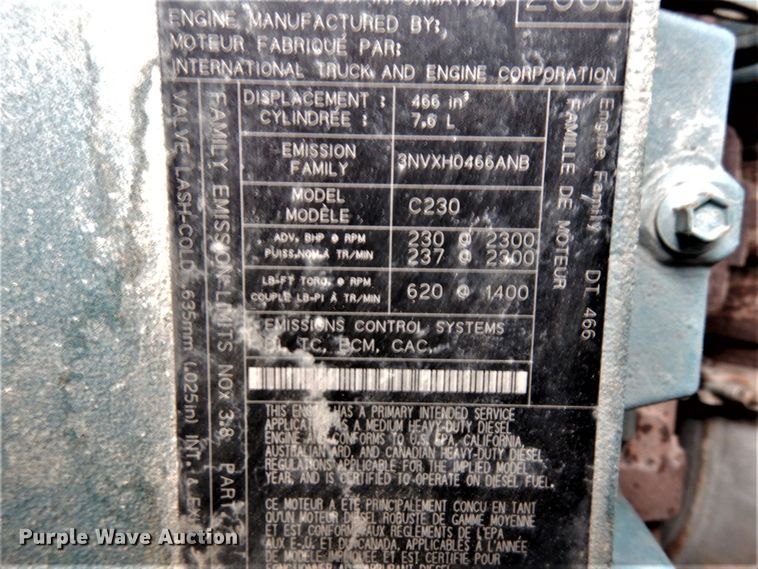 ENGINE MANUFACTURED BY:
MOTEUR FABRIQUÉ PAR:
INTERNATIONAL TRUCK AND ENGINE CORPORATION
DISPLACEMENT : 466 in³
CYLINDRÉE : 7.6 L
EMISSION FAMILY 3NVXH0466ANB
MODEL
MODÈLE C230
ADV. BHP @ RPM 230 @ 2300
PUISS.NOM.À TR/MIN 237 @ 2300
LB-FT TORQ. @ RPM
COUPLE LB-PI À TR/MIN 620 @ 1400
EMISSIONS CONTROL SYSTEMS
TC, ECM, CAC,
THIS ENGINE HAS A PRIMARY INTENDED SERVICE
APPLICATION AS A MEDIUM HEAVY-DUTY DIESEL
ENGINE AND CONFORMS TO U.S. EPA, CALIFORNIA,
AUSTRALIAN ARD, AND CANADIAN HEAVY-DUTY DIESEL
REGULATIONS APPLICABLE FOR THE IMPLIED MODEL
YEAR, AND IS CERTIFIED TO OPERATE ON DIESEL FUEL.
CE MOTEUR A ÉTÉ PRINCIPALEMENT CONCU EN TANT
QU'UN MOTEUR DIESEL ROBUSTE DE GAMME MOYENNE
ET EST CONFORME AUX RÉGLEMENTS DE L'EPA
AUX É.-U. ET DU CANADA, APPLICABLES À L'ANNÉE
DE MODÈLE IMPLIQUÉE ET EST CERTIFIÉ POUR
Engine Family DT 466
FAMILLE DE MOTEUR
FAMILY EMISSION LIMITS NOX 3.8, PART.
VALVE LASH-COLD .635mm (.025in) INT. &
Purple Wave Auction